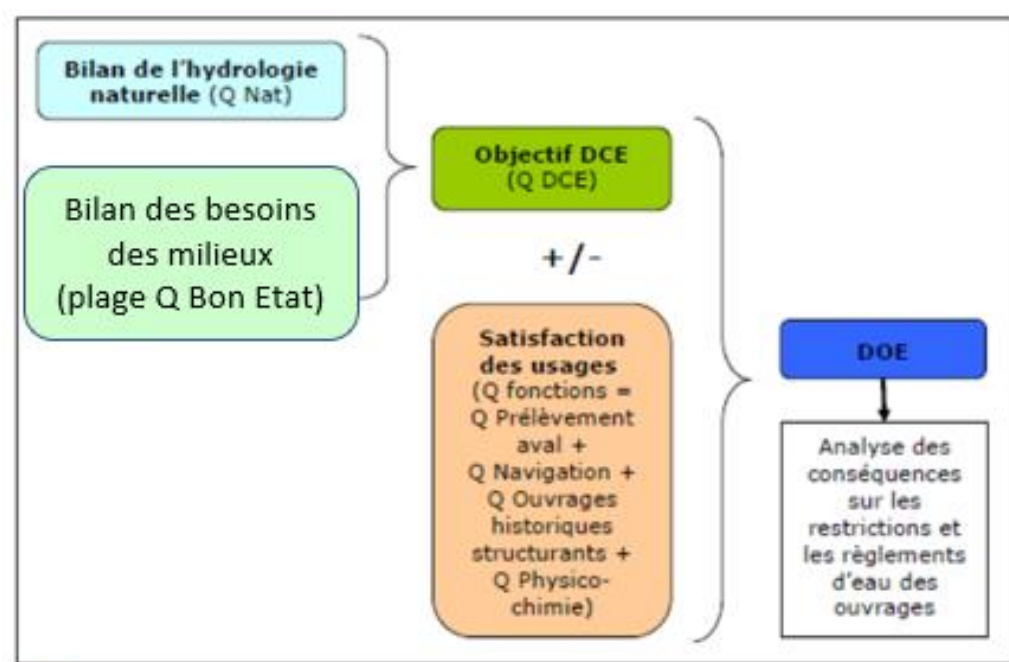 Bilan de l’hydrologie
naturelle (Q Nat)
Bilan des besoins
des milieux
(plage Q Bon Etat)
Objectif DCE
(Q DCE)
+/-
Satisfaction
des usages
(Q fonctions =
Q Prélèvement
aval +
Q Navigation +
Q Ouvrages
historiques
structurants +
Q Physico-
chimie)
DOE
Analyse des
conséquences
sur les
restrictions et
les règlements
d’eau des
ouvrages